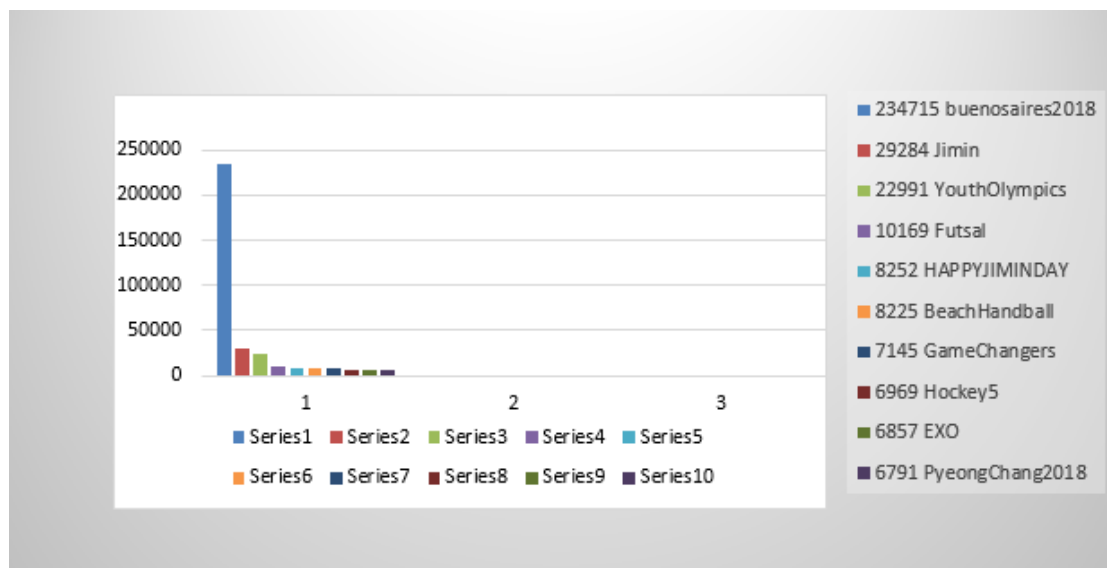 250000
200000
150000
100000
50000
0
1 2 3
Series1 Series2 Series3 Series4 Series5
Series6 Series7 Series8 Series9 Series10
234715 buenosaires2018
29284 Jimin
22991 YouthOlympics
10169 Futsal
8252 HAPPYJIMINDAY
8225 BeachHandball
7145 GameChangers
6969 Hockey5
6857 EXO
6791 PyeongChang2018